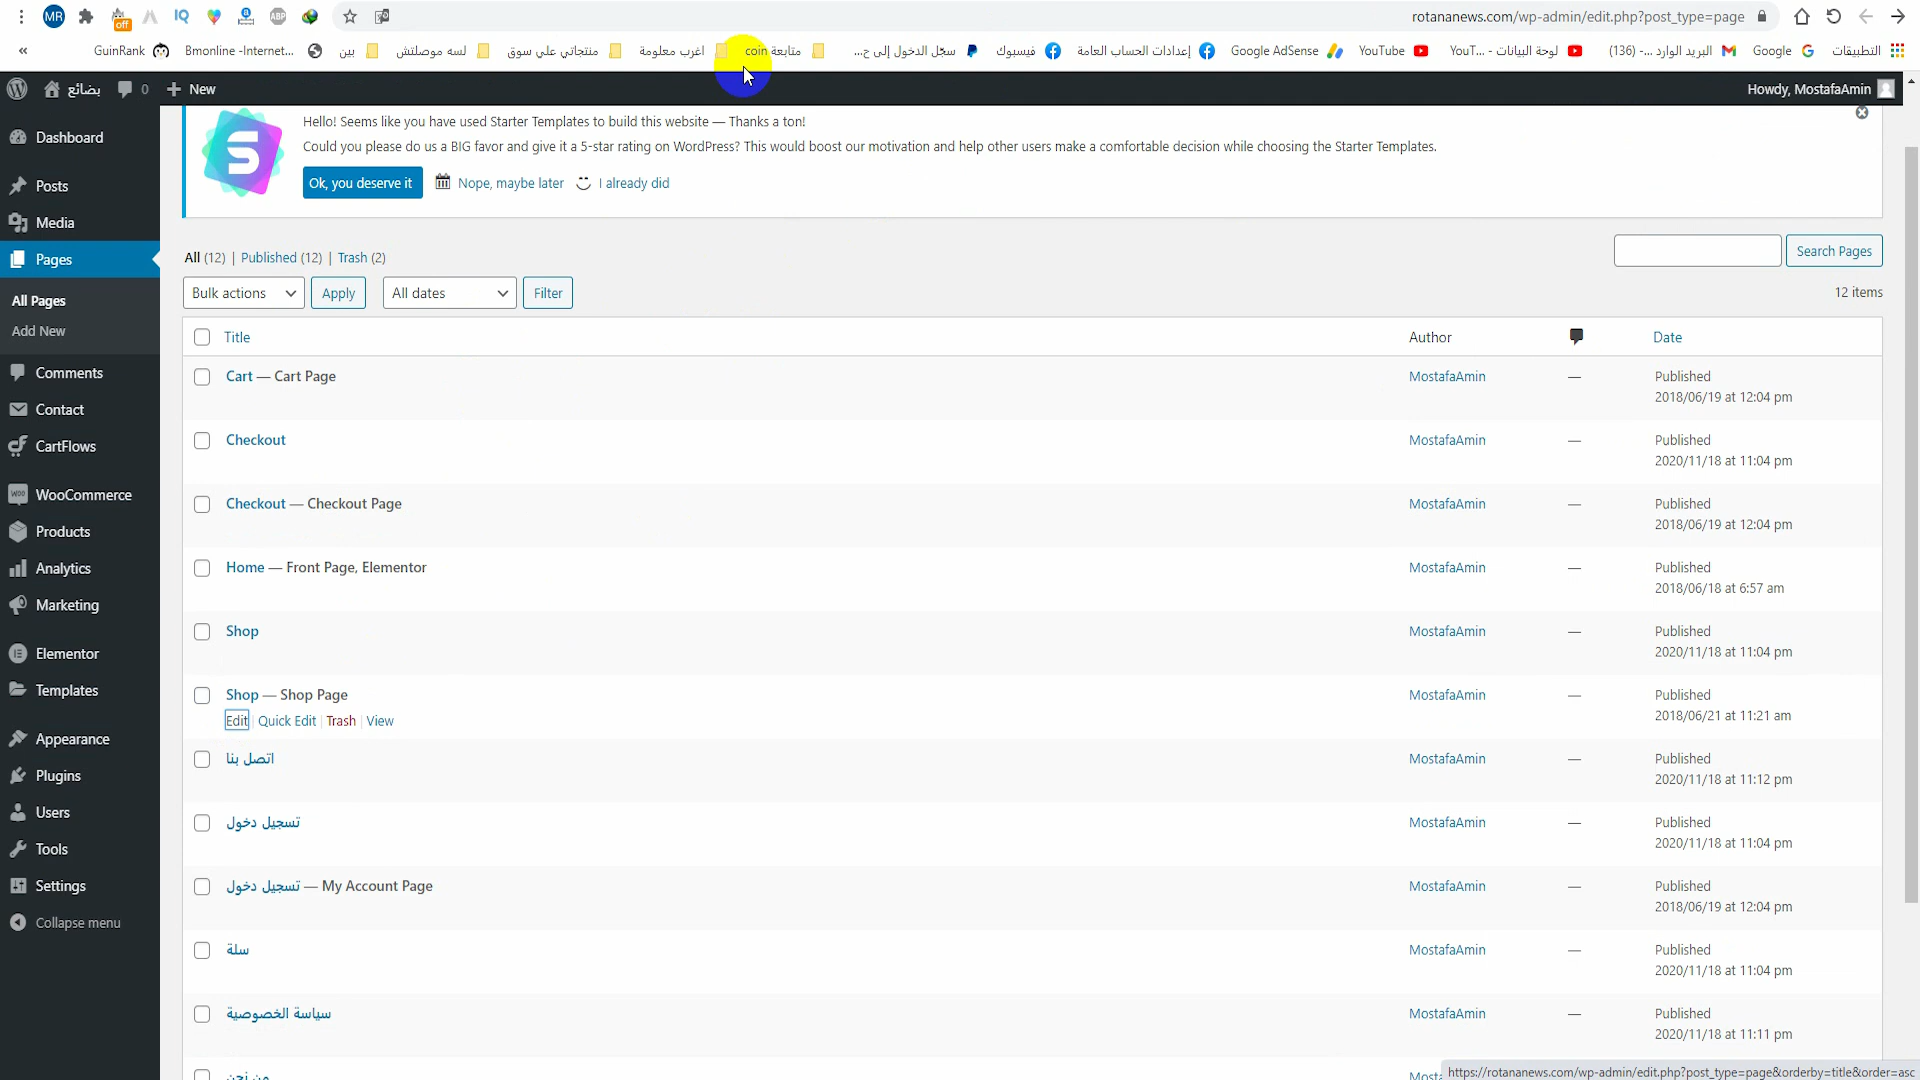 rotananews.com/wp-admin/edit.php?post_type=page
التطبيقات
Google
البريد الوارد -... (136)
لوحة البيانات - ...YouT
YouTube
Google AdSense
إعدادات الحساب العامة
فيسبوك
سجّل الدخول إلى ح...
متابعة coin
اغرب معلومة
منتجاتي علي سوق
لسه موصلتش
بين
Bmonline -Internet...
GuinRank
بضائع
0
New
Howdy, MostafaAmin
Dashboard
Posts
Media
Pages
All Pages
Add New
Comments
Contact
CartFlows
WooCommerce
Products
Analytics
Marketing
Elementor
Templates
Appearance
Plugins
Users
Tools
Settings
Collapse menu
Hello! Seems like you have used Starter Templates to build this website — Thanks a ton!
Could you please do us a BIG favor and give it a 5-star rating on WordPress? This would boost our motivation and help other users make a comfortable decision while choosing the Starter Templates.
Ok, you deserve it
Nope, maybe later
I already did
All (12) | Published (12) | Trash (2)
Search Pages
Bulk actions
Apply
All dates
Filter
12 items
Title Author Date
Cart — Cart Page MostafaAmin — Published
2018/06/19 at 12:04 pm
Checkout MostafaAmin — Published
2020/11/18 at 11:04 pm
Checkout — Checkout Page MostafaAmin — Published
2018/06/19 at 12:04 pm
Home — Front Page, Elementor MostafaAmin — Published
2018/06/18 at 6:57 am
Shop MostafaAmin — Published
2020/11/18 at 11:04 pm
Shop — Shop Page MostafaAmin — Published
2018/06/21 at 11:21 am
Edit | Quick Edit | Trash | View
اتصل بنا MostafaAmin — Published
2020/11/18 at 11:12 pm
تسجيل دخول MostafaAmin — Published
2020/11/18 at 11:04 pm
تسجيل دخول — My Account Page MostafaAmin — Published
2018/06/19 at 12:04 pm
سلة MostafaAmin — Published
2020/11/18 at 11:04 pm
سياسة الخصوصية MostafaAmin — Published
2020/11/18 at 11:11 pm
من نحن
https://rotananews.com/wp-admin/edit.php?post_type=page&orderby=title&order=asc